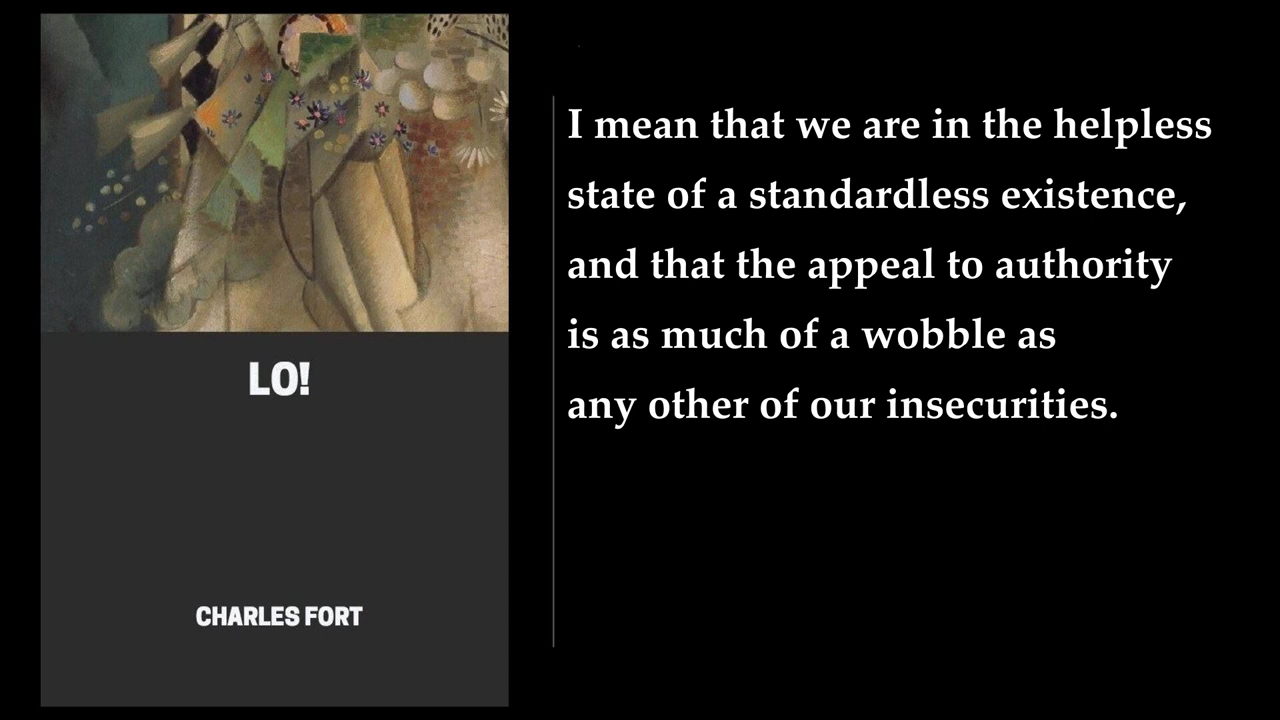 LO!
CHARLES FORT
I mean that we are in the helpless
state of a standardless existence,
and that the appeal to authority
is as much of a wobble as
any other of our insecurities.